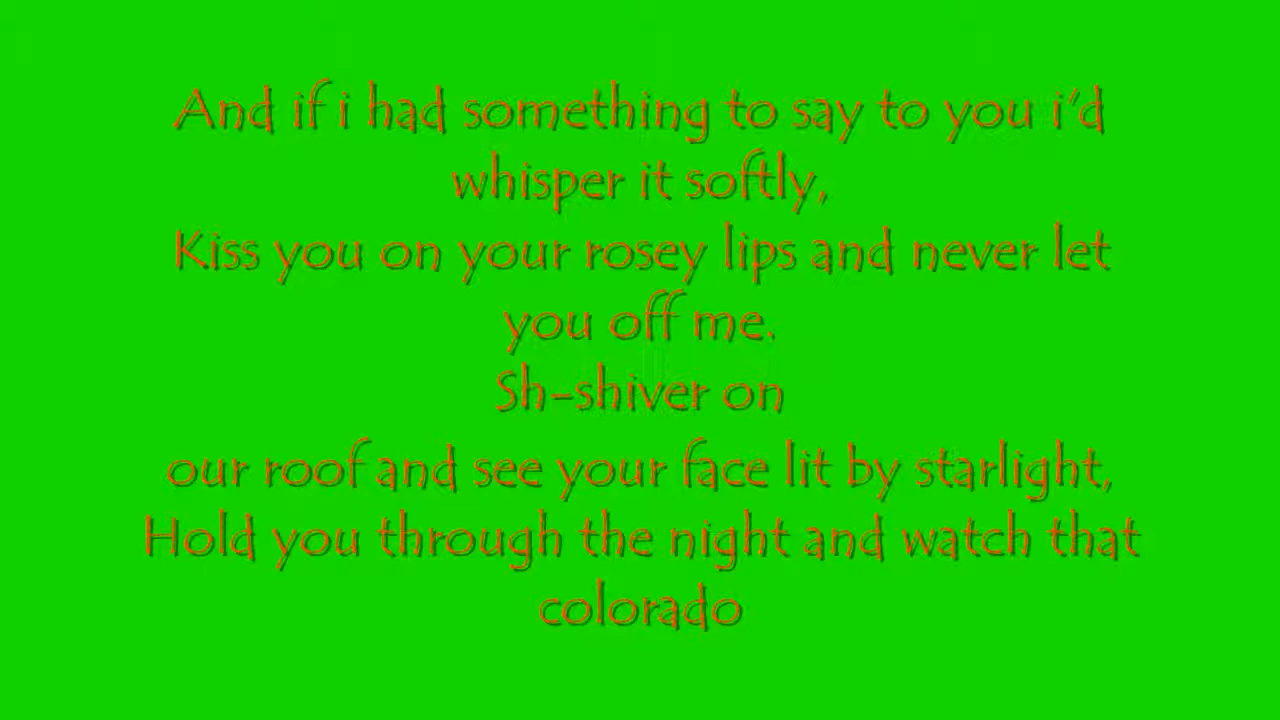 And if i had something to say to you i'd
whisper it softly,
Kiss you on your rosey lips and never let
you off me.
Sh-shiver on
our roof and see your face lit by starlight,
Hold you through the night and watch that
colorado